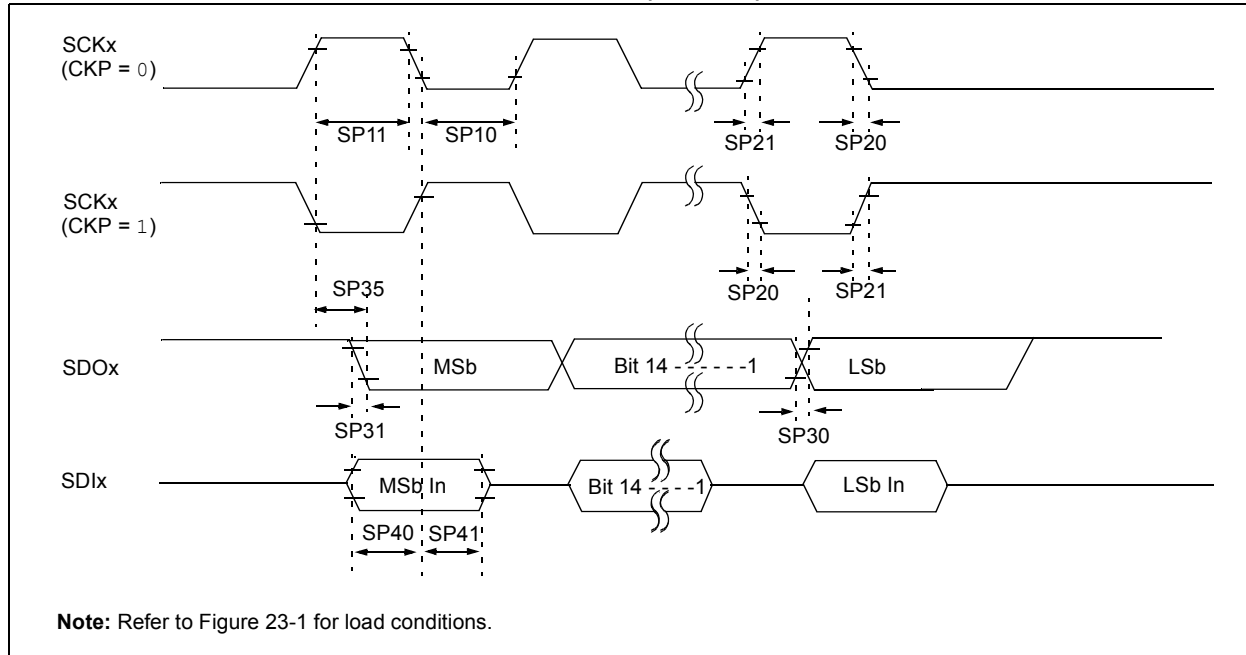 SCKx
(CKP = 0)
SP11
SP10
SP21
SP20
SCKx
(CKP = 1)
SP35
SP20
SP21
SDOx
MSb
Bit 14 - - - - - -1
LSb
SP31
SP30
SDIx
MSb In
Bit 14 - - - -1
LSb In
SP40
SP41
Note: Refer to Figure 23-1 for load conditions.